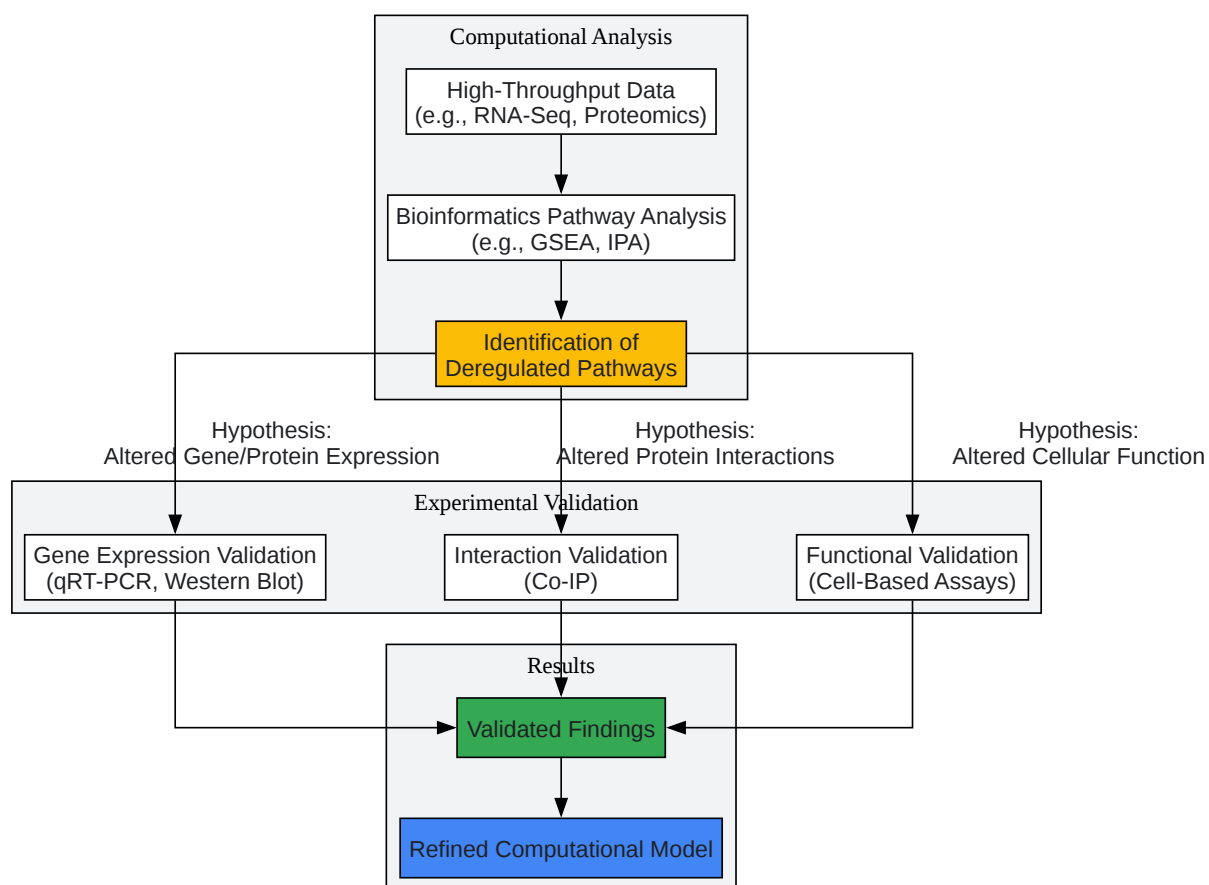 Computational Analysis
High-Throughput Data
(e.g., RNA-Seq, Proteomics)
Bioinformatics Pathway Analysis
(e.g., GSEA, IPA)
Identification of
Deregulated Pathways
Hypothesis:
Altered Gene/Protein Expression
Hypothesis:
Altered Protein Interactions
Hypothesis:
Altered Cellular Function
Experimental Validation
Gene Expression Validation
(qRT-PCR, Western Blot)
Interaction Validation
(Co-IP)
Functional Validation
(Cell-Based Assays)
Results
Validated Findings
Refined Computational Model